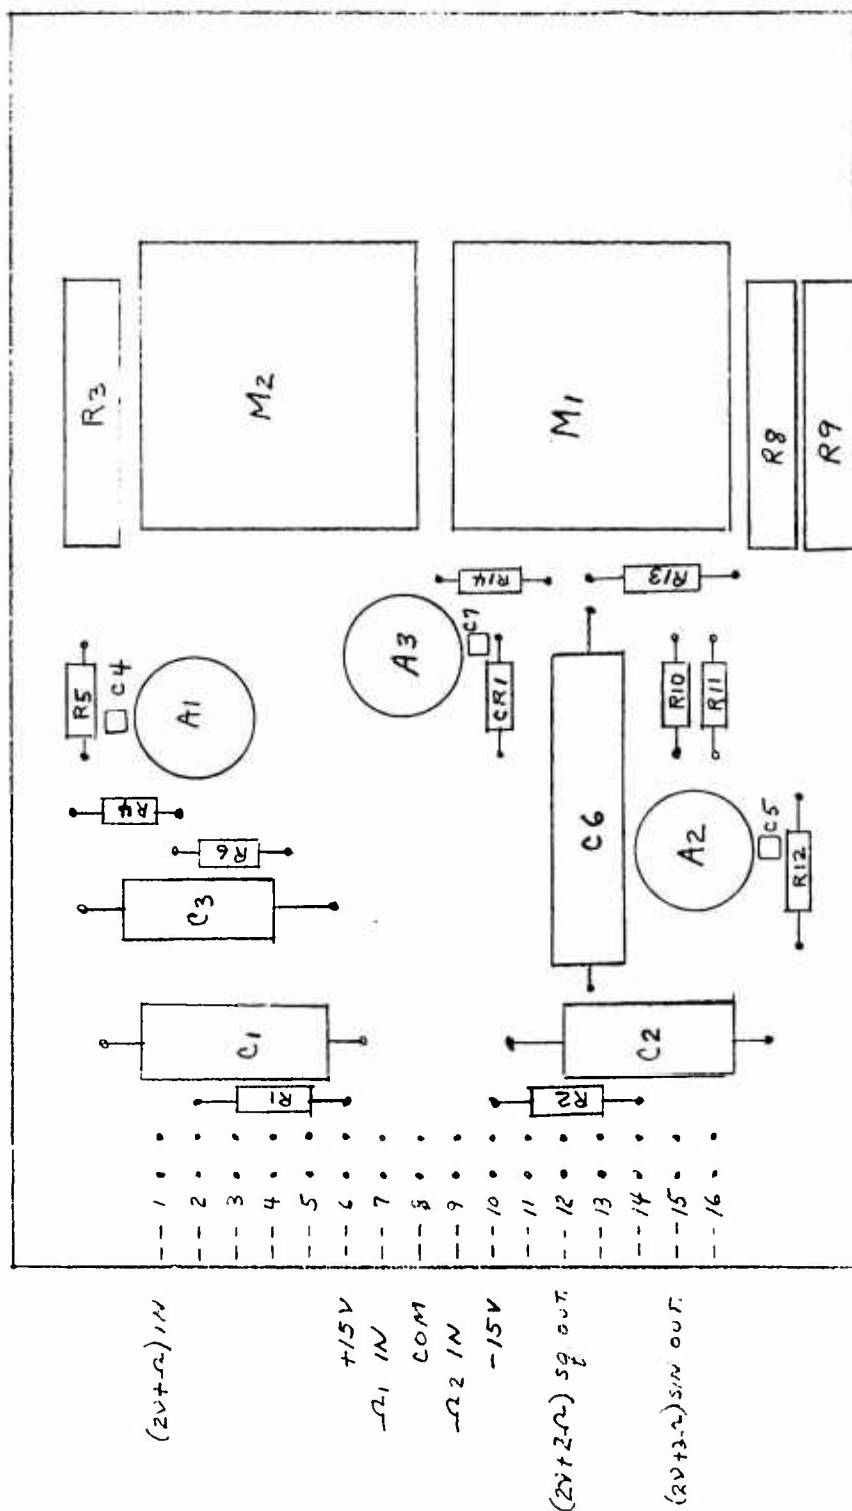 R3
M2
M1
R8
R9
R14
R13
R5
C4
A1
A3
C7
CR1
R10
R11
R4
R6
C3
C6
A2
C5
R12
C1
C2
R1
R2
-- 1
-- 2
-- 3
-- 4
-- 5
-- 6
-- 7
-- 8
-- 9
-- 10
-- 11
-- 12
-- 13
-- 14
-- 15
-- 16
(2ν+Ω) IN
+15V
Ω1 IN
COM
Ω2 IN
-15V
(2ν+2Ω) SQ OUT.
t
(2ν+2Ω) SIN OUT.